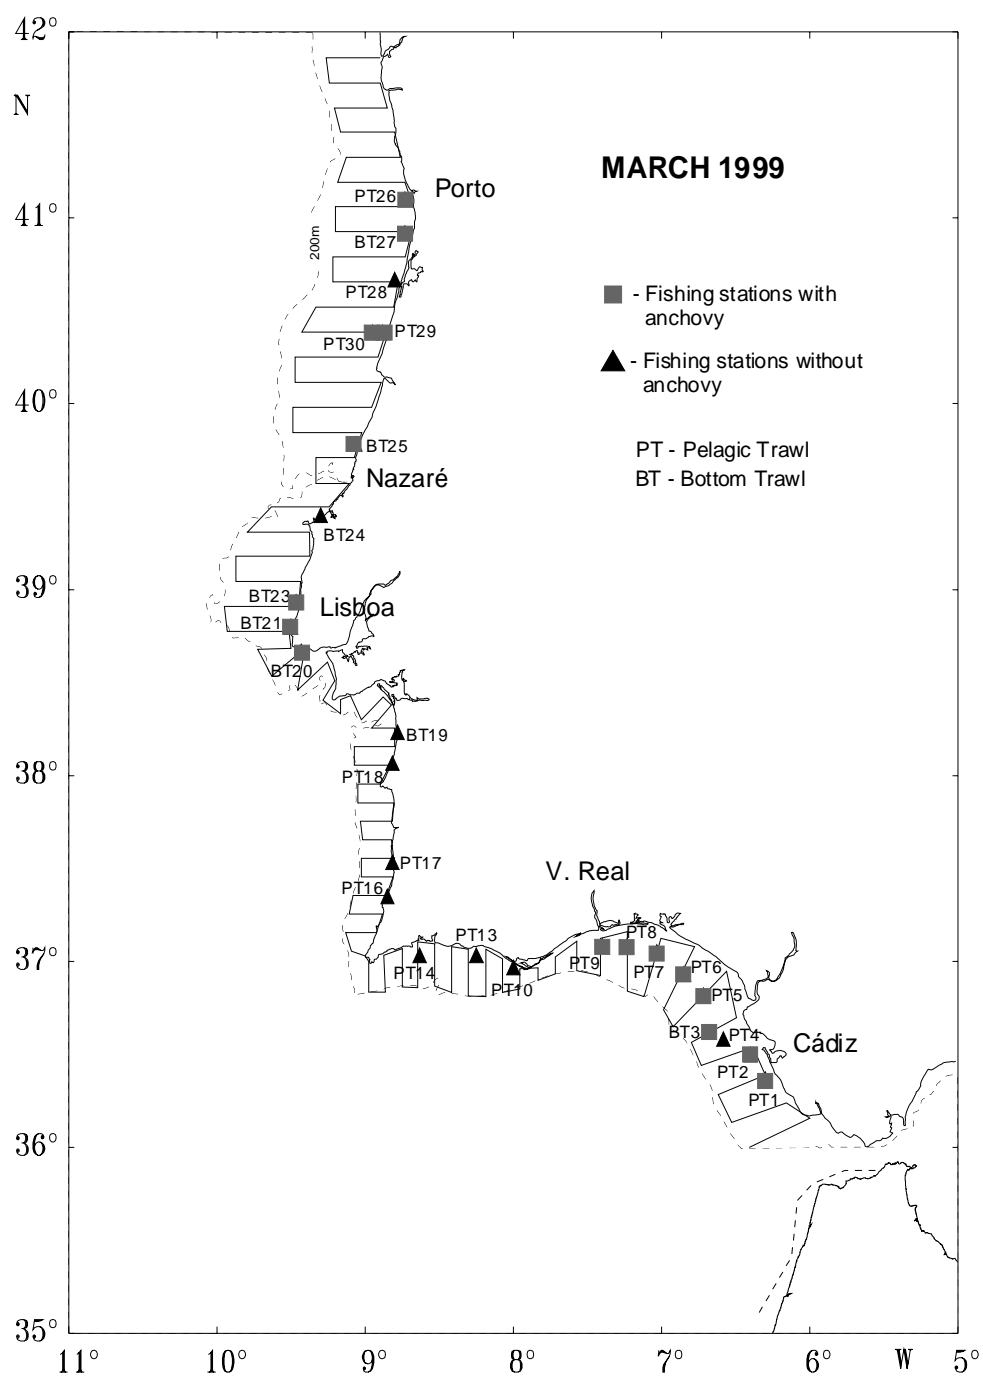 42°
N
MARCH 1999
Porto
PT26
41°
BT27
200m
PT28
- Fishing stations with
anchovy
PT29
PT30
- Fishing stations without
anchovy
40°
BT25
PT - Pelagic Trawl
Nazaré
BT - Bottom Trawl
BT24
39°
BT23
Lisboa
BT21
BT20
BT19
38°
PT18
PT17
V. Real
PT16
PT13
PT8
37°
PT14
PT9
PT7
PT6
PT10
PT5
BT3
PT4
Cádiz
PT2
PT1
36°
35°
11°
10°
9°
8°
7°
6°
W
5°